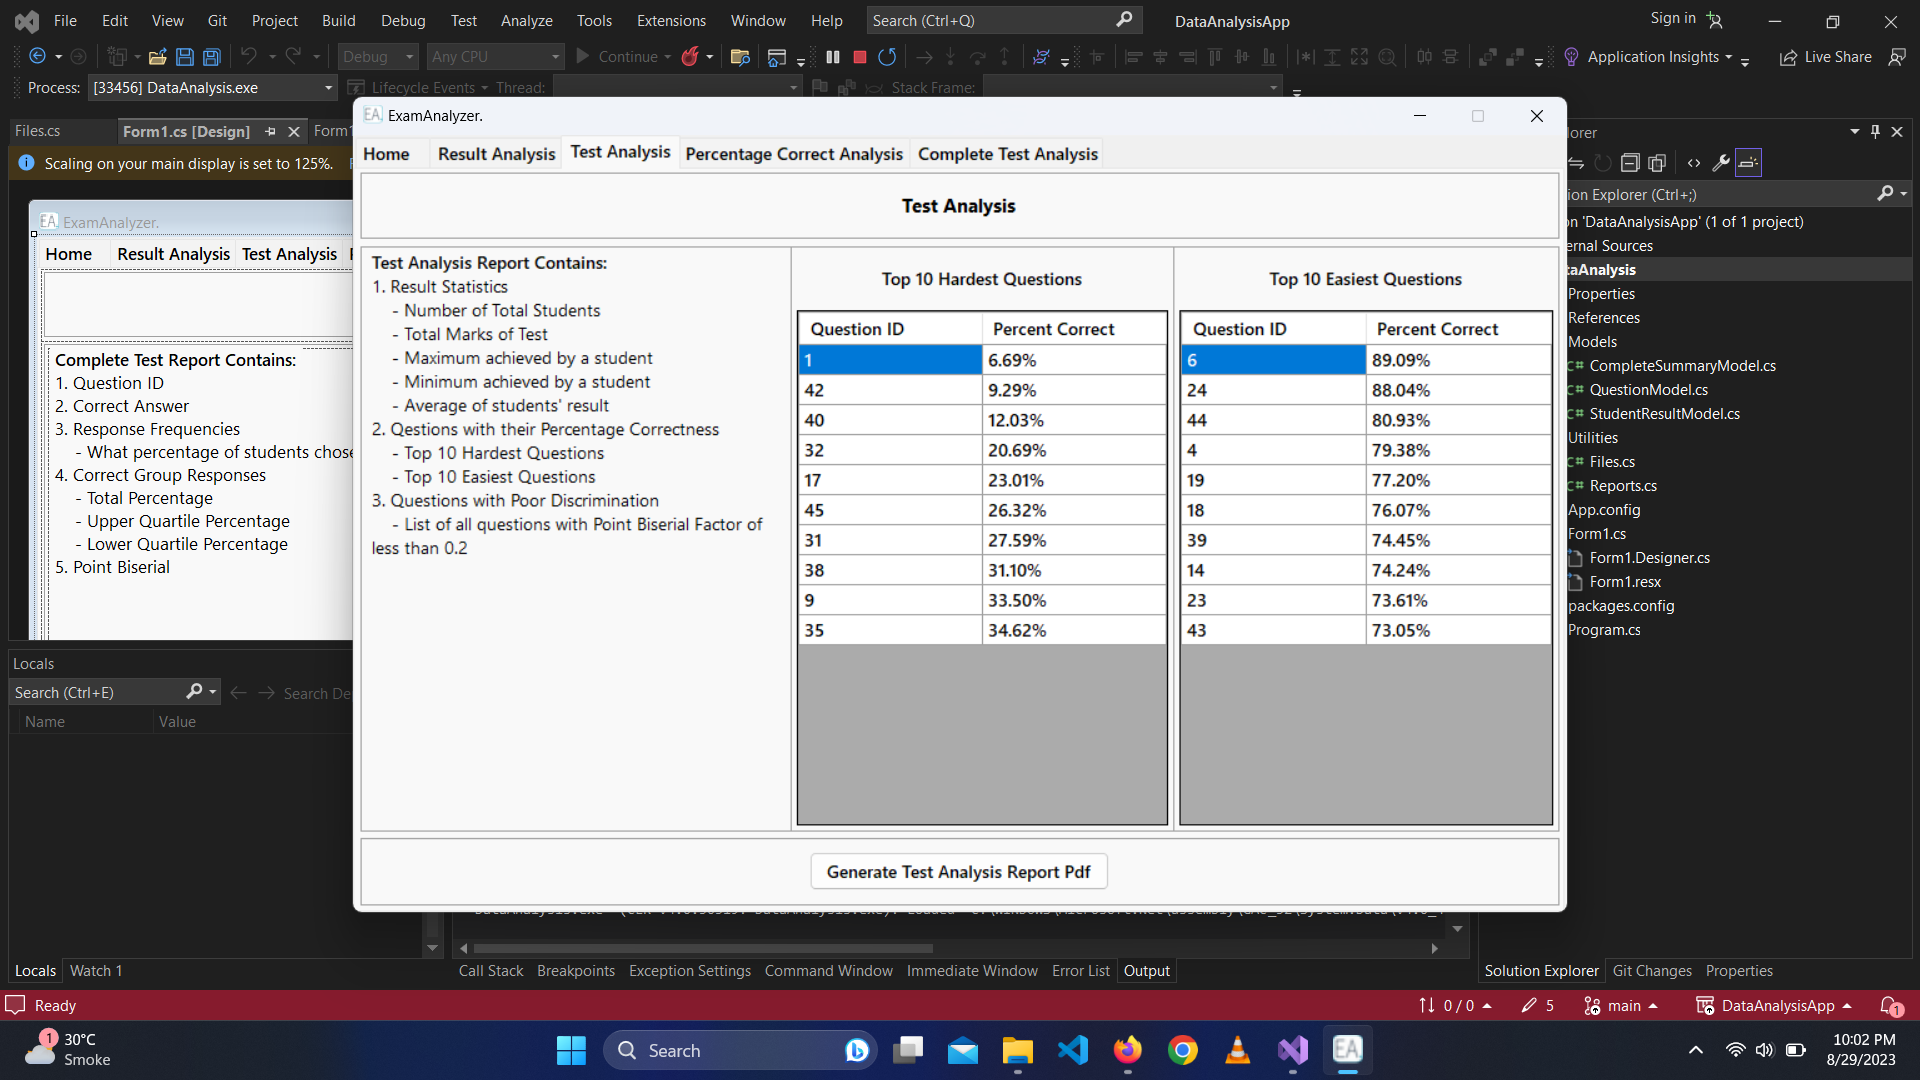 File Edit View Git Project Build Debug Test Analyze Tools Extensions Window Help Search (Ctrl+Q) DataAnalysisApp Sign in
Debug Any CPU Continue Application Insights Live Share
Process: [33456] DataAnalysis.exe Lifecycle Events Thread: Stack Frame:
Files.cs Form1.cs [Design]
Scaling on your main display is set to 125%.
EA ExamAnalyzer.
Home Result Analysis Test Analysis
Complete Test Report Contains:
1. Question ID
2. Correct Answer
3. Response Frequencies
- What percentage of students chose
4. Correct Group Responses
- Total Percentage
- Upper Quartile Percentage
- Lower Quartile Percentage
5. Point Biserial
EA ExamAnalyzer.
Home Result Analysis Test Analysis Percentage Correct Analysis Complete Test Analysis
Test Analysis
Test Analysis Report Contains:
1. Result Statistics
- Number of Total Students
- Total Marks of Test
- Maximum achieved by a student
- Minimum achieved by a student
- Average of students' result
2. Qestions with their Percentage Correctness
- Top 10 Hardest Questions
- Top 10 Easiest Questions
3. Questions with Poor Discrimination
- List of all questions with Point Biserial Factor of
less than 0.2
Top 10 Hardest Questions
Question ID Percent Correct
1 6.69%
42 9.29%
40 12.03%
32 20.69%
17 23.01%
45 26.32%
31 27.59%
38 31.10%
9 33.50%
35 34.62%
Top 10 Easiest Questions
Question ID Percent Correct
6 89.09%
24 88.04%
44 80.93%
4 79.38%
19 77.20%
18 76.07%
39 74.45%
14 74.24%
23 73.61%
43 73.05%
Generate Test Analysis Report Pdf
(Ctrl+;)
'DataAnalysisApp' (1 of 1 project)
Sources
Properties
References
Models
C# CompleteSummaryModel.cs
C# QuestionModel.cs
C# StudentResultModel.cs
Utilities
C# Files.cs
C# Reports.cs
App.config
Form1.cs
Form1.Designer.cs
Form1.resx
packages.config
Program.cs
Locals
Search (Ctrl+E) Search
Name Value
Locals Watch 1
Call Stack Breakpoints Exception Settings Command Window Immediate Window Error List Output
Solution Explorer Git Changes Properties
Ready 0 / 0 5 main DataAnalysisApp 1
1 30°C
Smoke
Search
EA
10:02 PM
8/29/2023